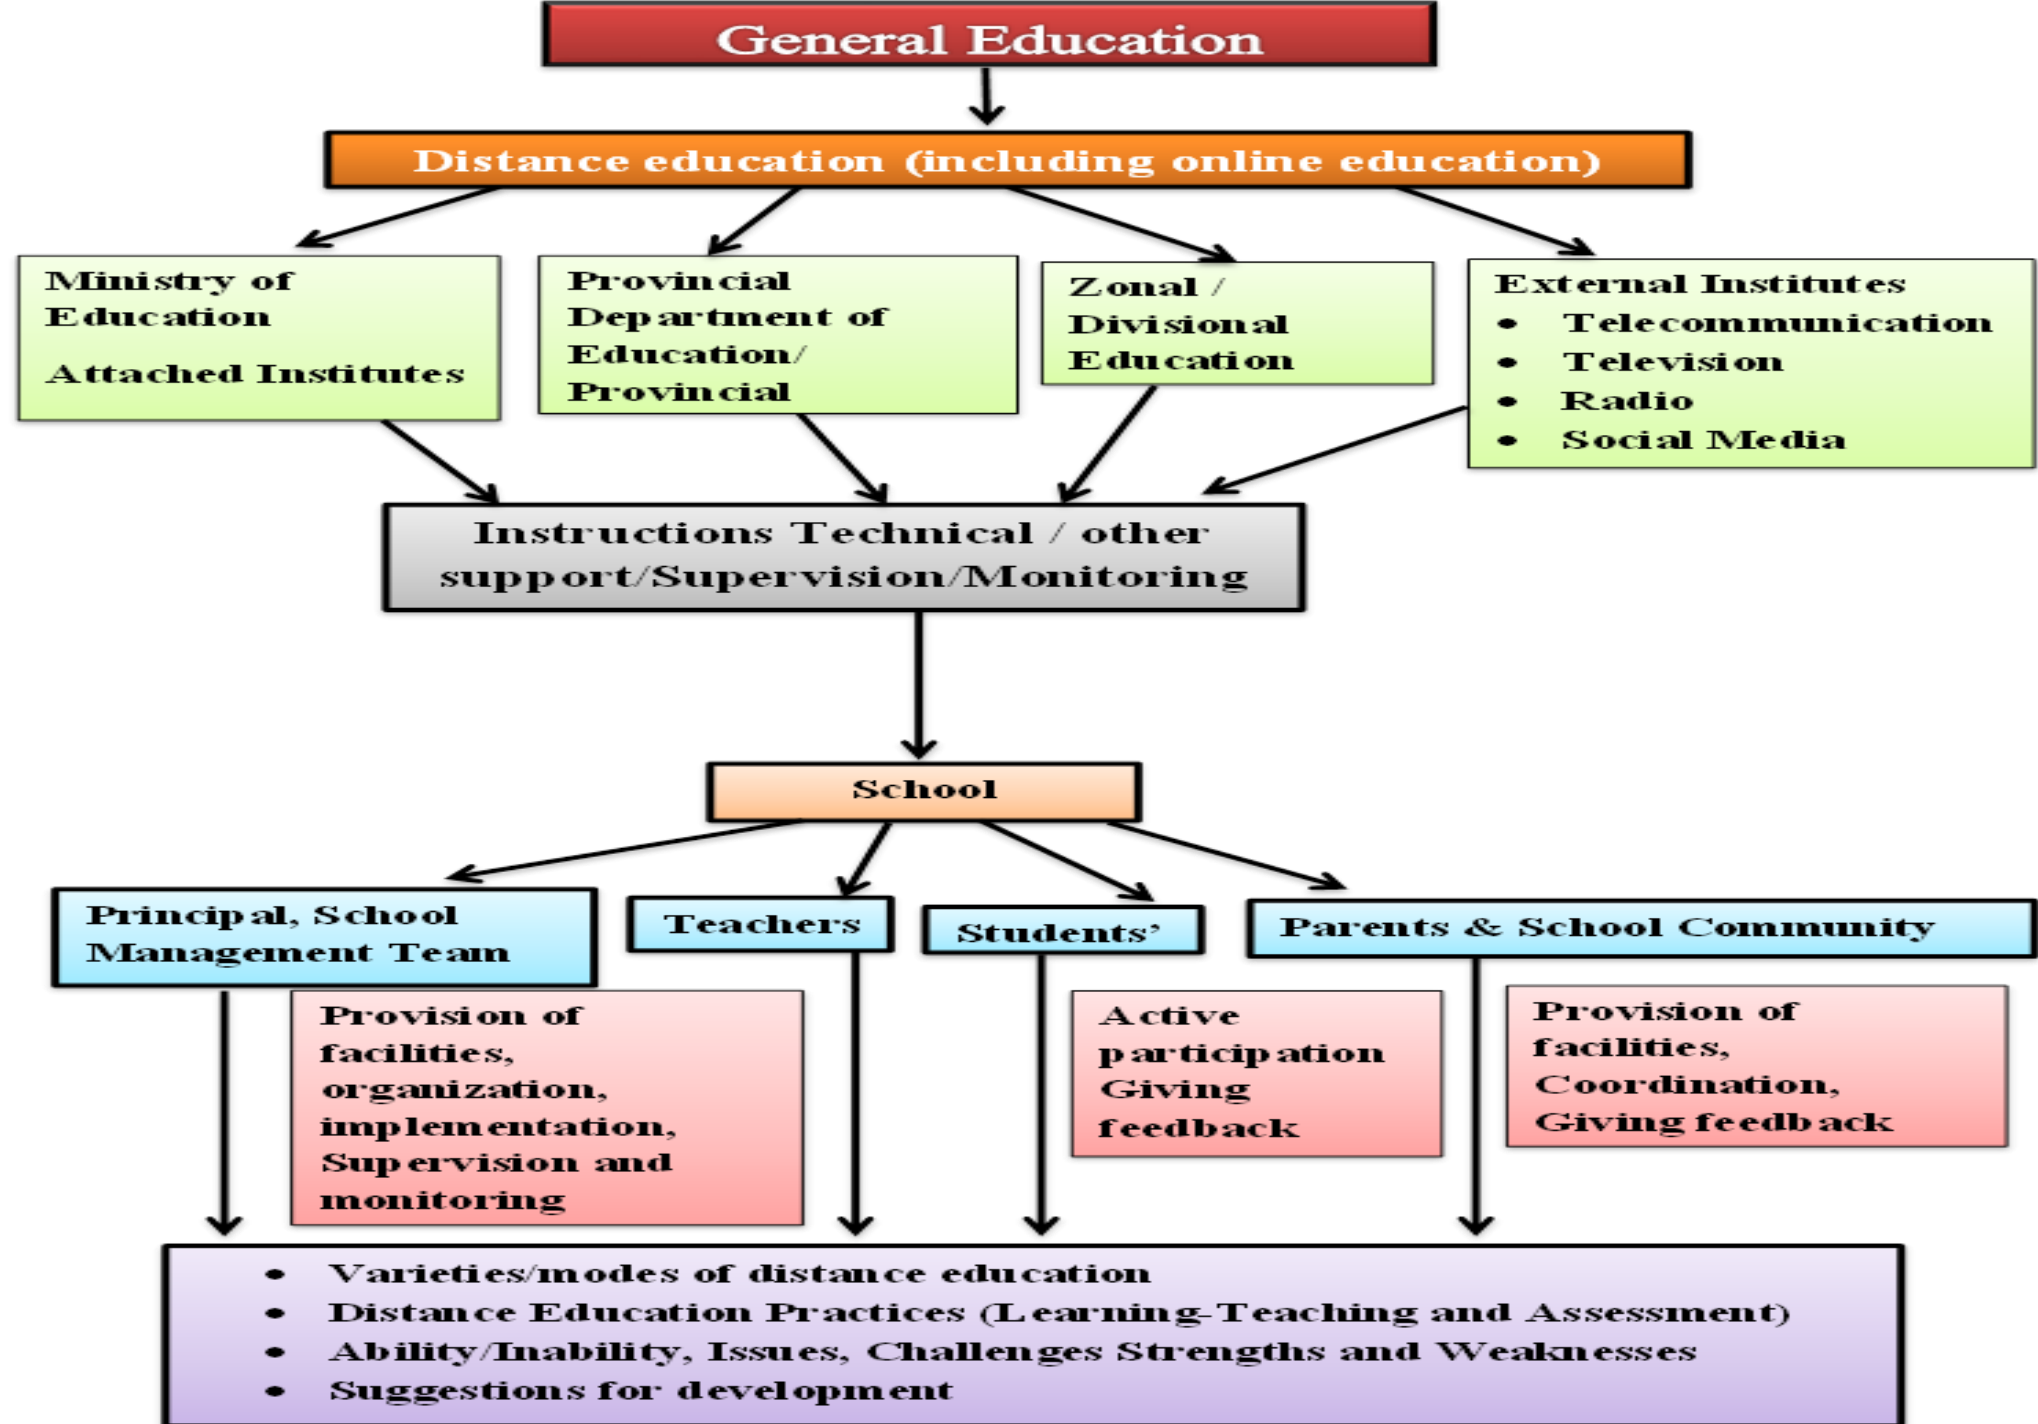 General Education
Distance education (including online education)
Ministry of
Education
Attached Institutes
Provincial
Department of
Education/
Provincial
Zonal /
Divisional
Education
External Institutes
• Telecommunication
• Television
• Radio
• Social Media
Instructions Technical / other
support/Supervision/Monitoring
School
Principal, School
Management Team
Teachers
Students’
Parents & School Community
Provision of
facilities,
organization,
implementation,
Supervision and
monitoring
Active
participation
Giving
feedback
Provision of
facilities,
Coordination,
Giving feedback
• Varieties/modes of distance education
• Distance Education Practices (Learning-Teaching and Assessment)
• Ability/Inability, Issues, Challenges Strengths and Weaknesses
• Suggestions for development